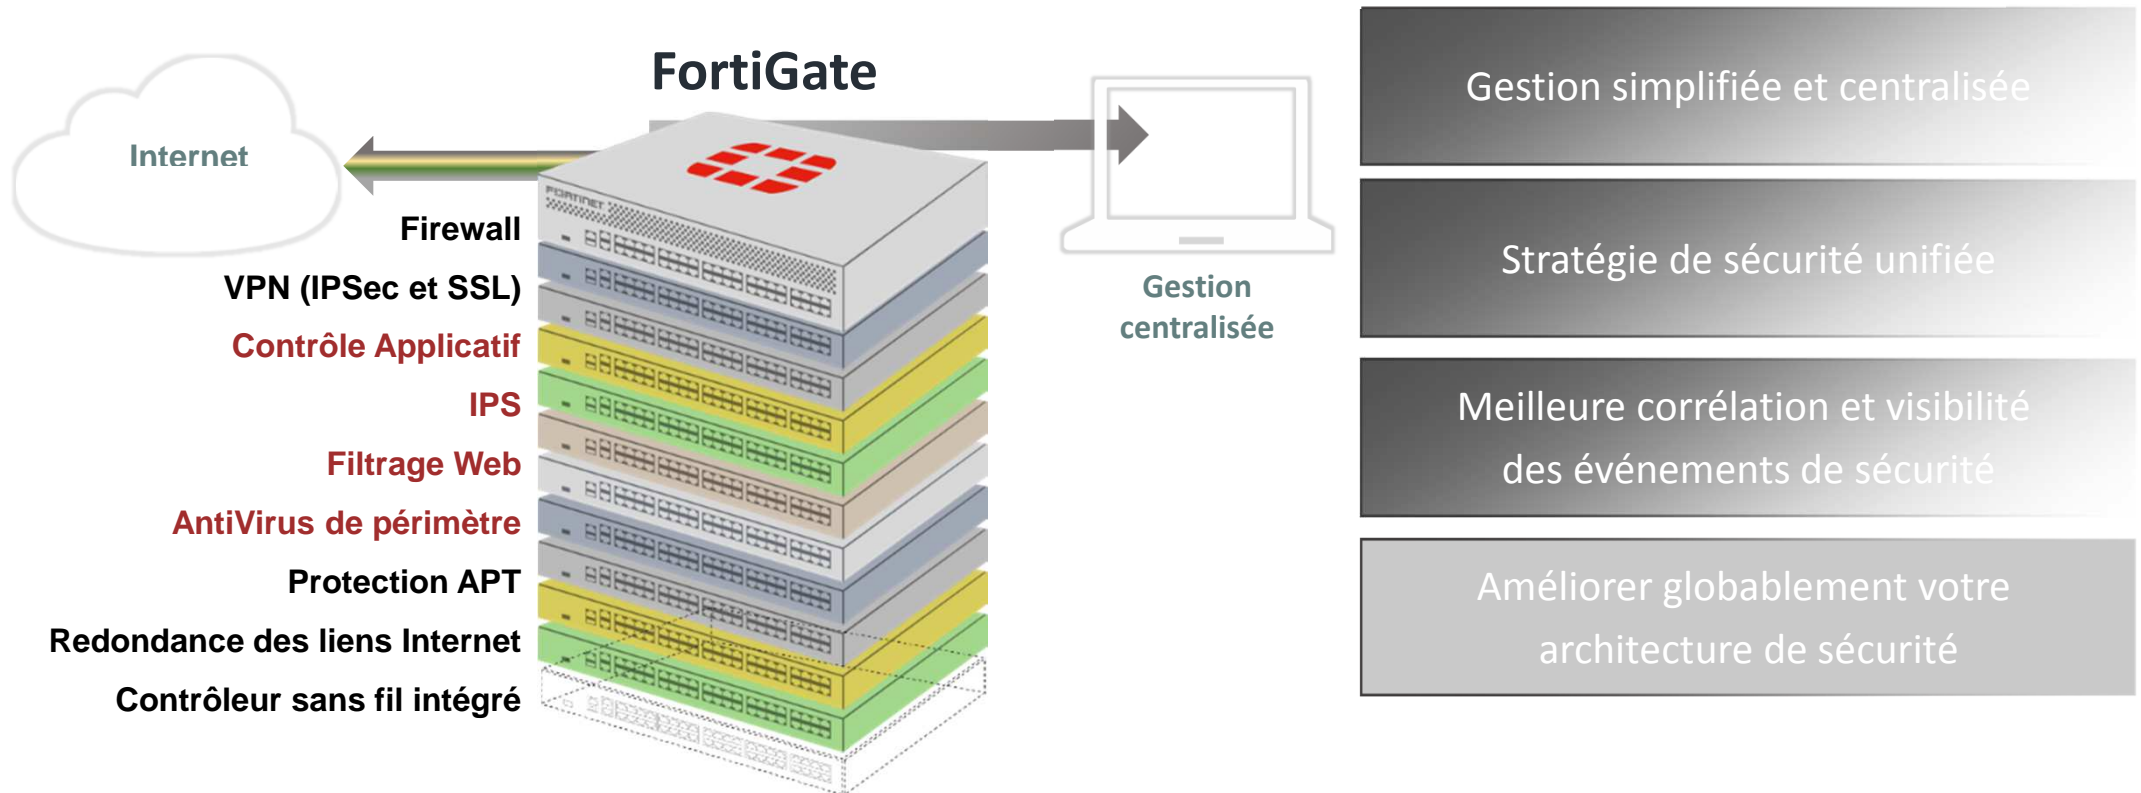 FortiGate
Internet
FORTINET
Firewall
VPN (IPSec et SSL)
Contrôle Applicatif
IPS
Filtrage Web
AntiVirus de périmètre
Protection APT
Redondance des liens Internet
Contrôleur sans fil intégré
Gestion
centralisée
Gestion simplifiée et centralisée
Stratégie de sécurité unifiée
Meilleure corrélation et visibilité
des événements de sécurité
Améliorer globablement votre
architecture de sécurité